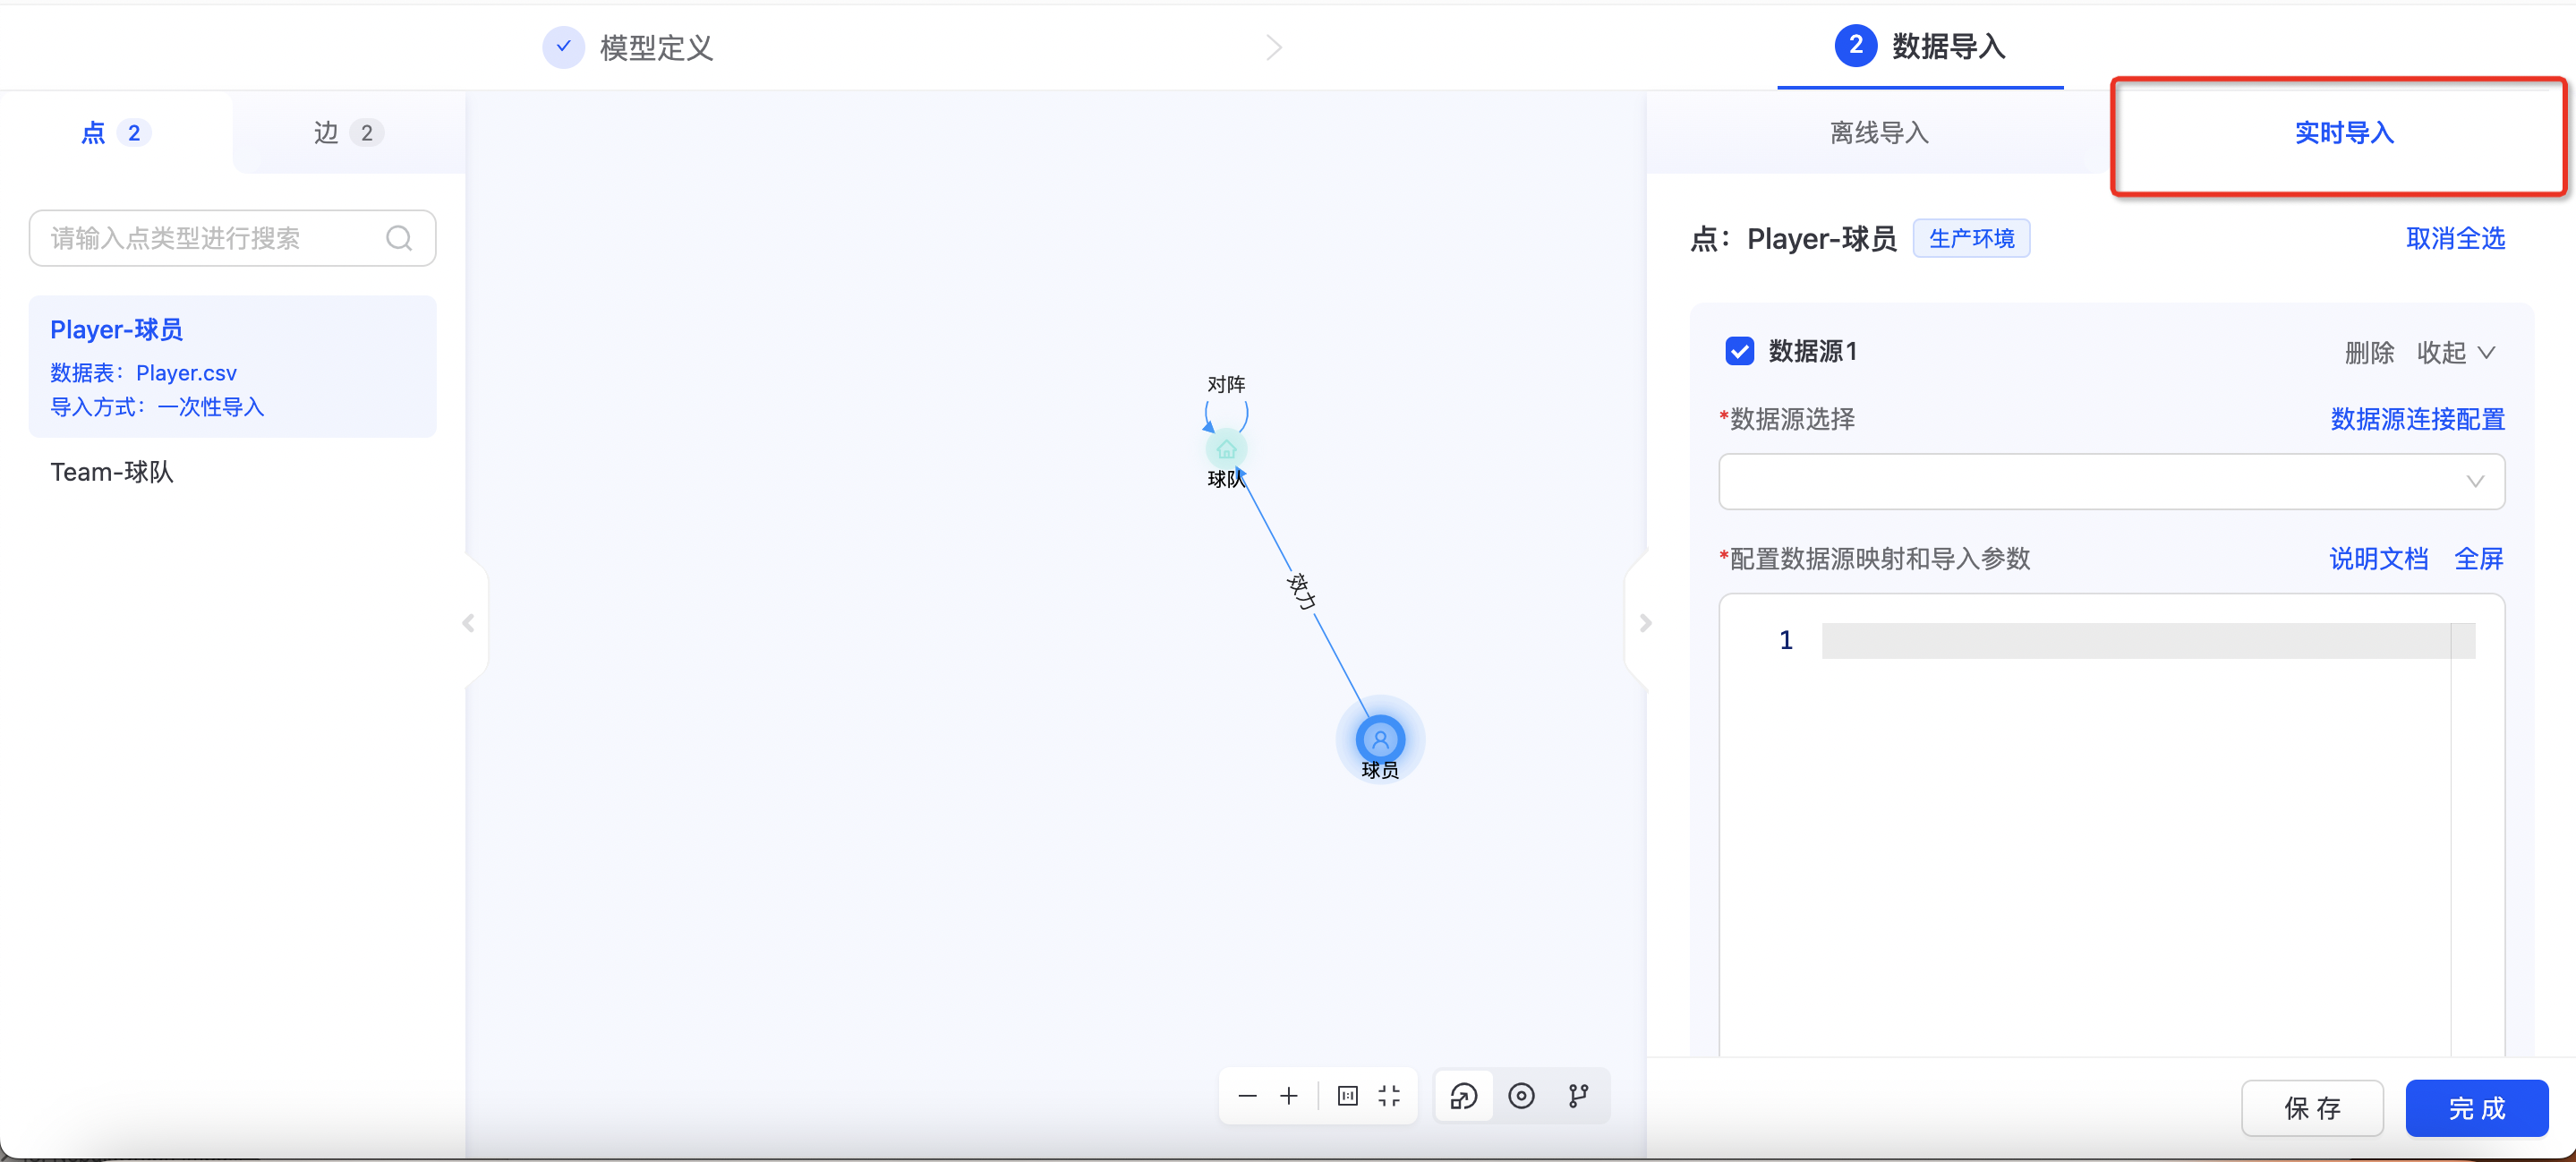 模型定义
2 数据导入
点 2
边 2
请输入点类型进行搜索
Player-球员
数据表：Player.csv
导入方式：一次性导入
Team-球队
对阵
球队
效力
球员
离线导入
实时导入
点：Player-球员 生产环境 取消全选
数据源1 删除 收起
*数据源选择 数据源连接配置
*配置数据源映射和导入参数 说明文档 全屏
1
保 存
完 成